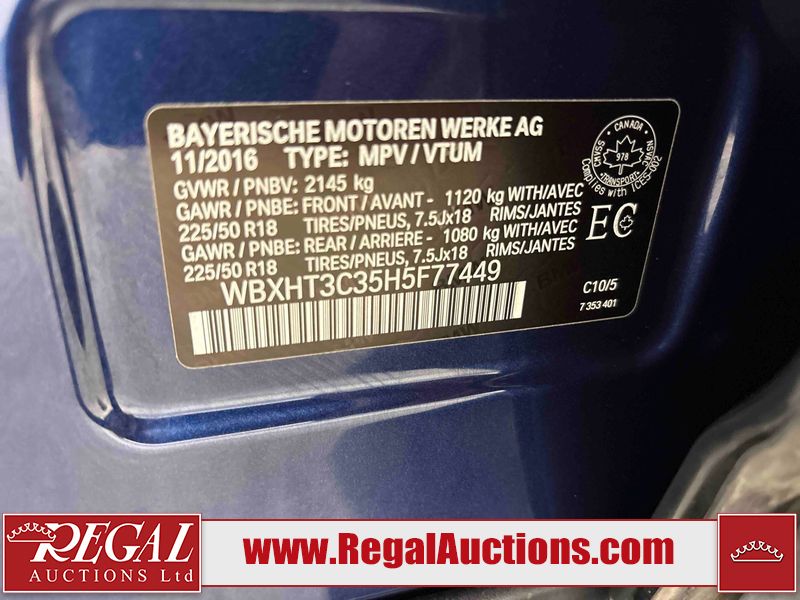 BAYERISCHE MOTOREN WERKE AG
11/2016 TYPE: MPV / VTUM
GVWR / PNBV: 2145 kg
GAWR / PNBE: FRONT / AVANT - 1120 kg WITH/AVEC
225/50 R18 TIRES/PNEUS, 7.5Jx18 RIMS/JANTES
GAWR / PNBE: REAR / ARRIERE - 1080 kg WITH/AVEC
225/50 R18 TIRES/PNEUS, 7.5Jx18 RIMS/JANTES
WBXHT3C35H5F77449
CANADA
CMVSS
NSVAC
978
TRANSPORT
Complies with ICES-002
EC
C10/5
7 353 401
REGAL
AUCTIONS Ltd
www.RegalAuctions.com